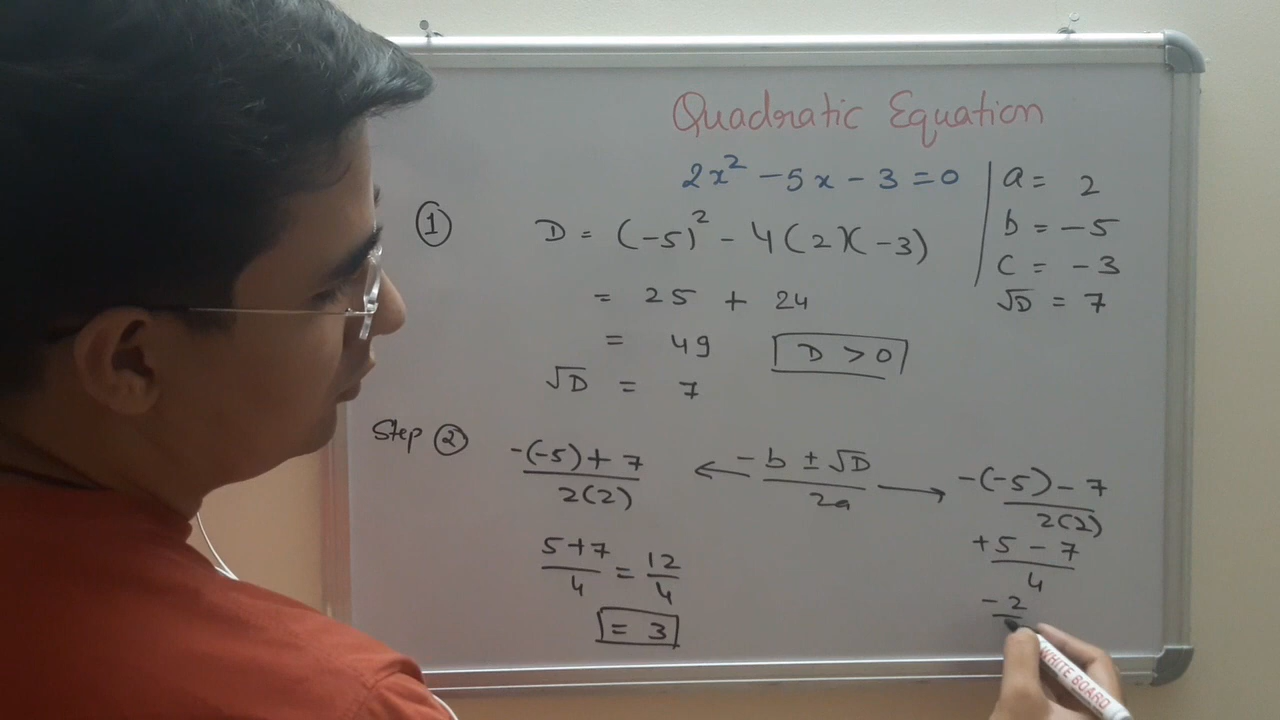 Quadratic Equation
2x² - 5x - 3 = 0
a = 2
b = -5
c = -3
√D = 7
① D = (-5)² - 4(2)(-3)
= 25 + 24
= 49 D > 0
√D = 7
Step ②
-(-5) + 7 / 2(2) ← -b ± √D / 2a → -(-5) - 7 / 2(2)
5+7 / 4 = 12 / 4
= 3
+5 - 7 / 4
-2
WHITE BOARD